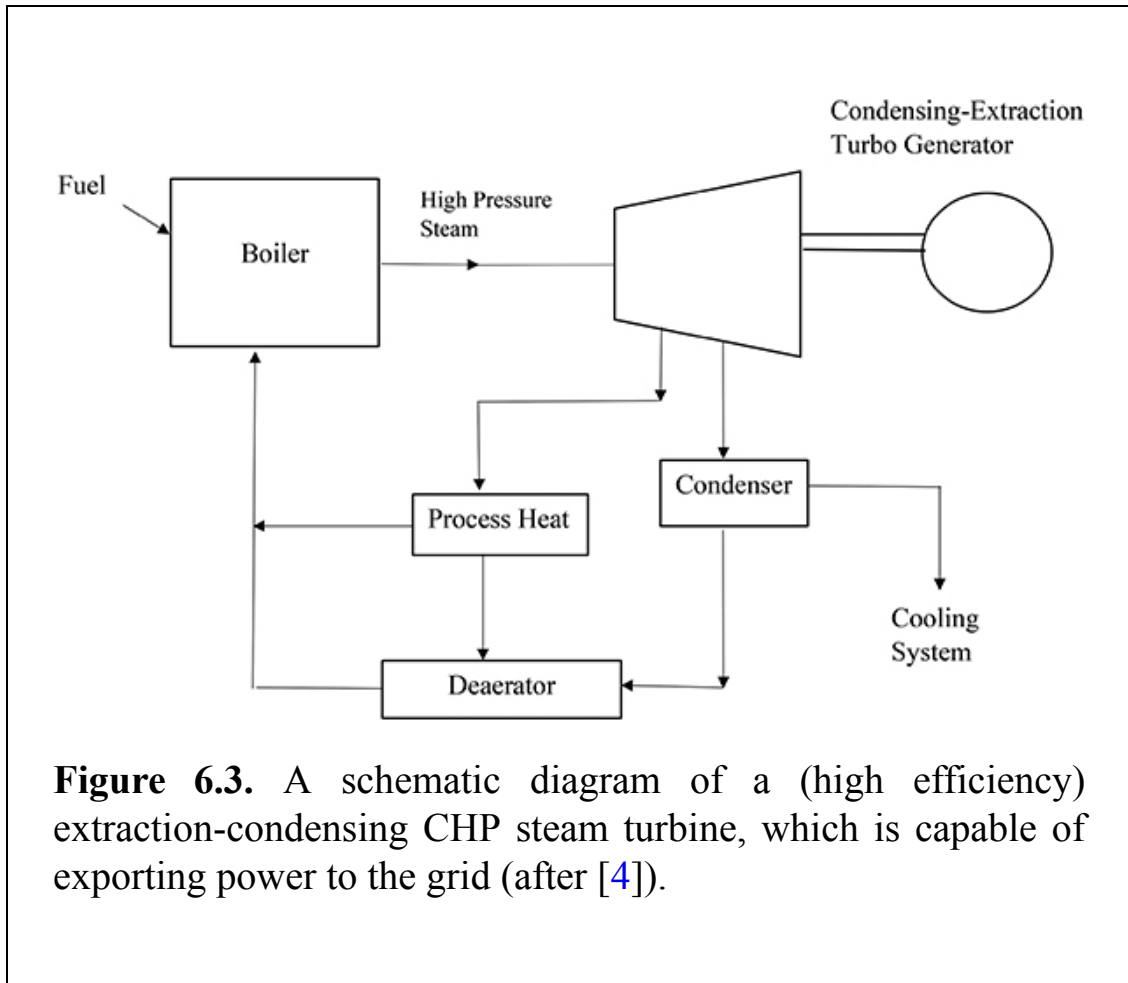 Condensing-Extraction
Turbo Generator
Fuel
High Pressure
Steam
Boiler
Process Heat
Condenser
Cooling
System
Deaerator
Figure 6.3. A schematic diagram of a (high efficiency)
extraction-condensing CHP steam turbine, which is capable of
exporting power to the grid (after [4]).